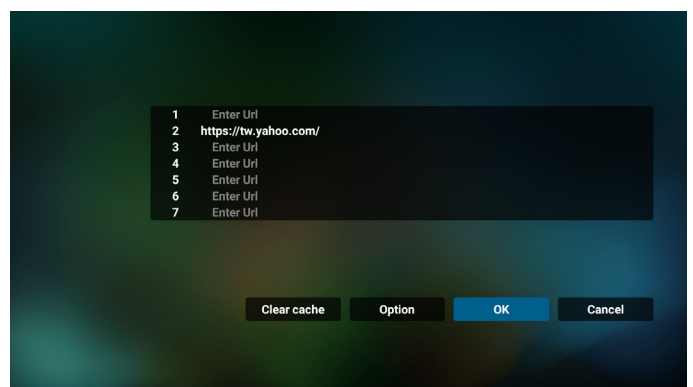 1 Enter Url
2 https://tw.yahoo.com/
3 Enter Url
4 Enter Url
5 Enter Url
6 Enter Url
7 Enter Url
Clear cache Option OK Cancel